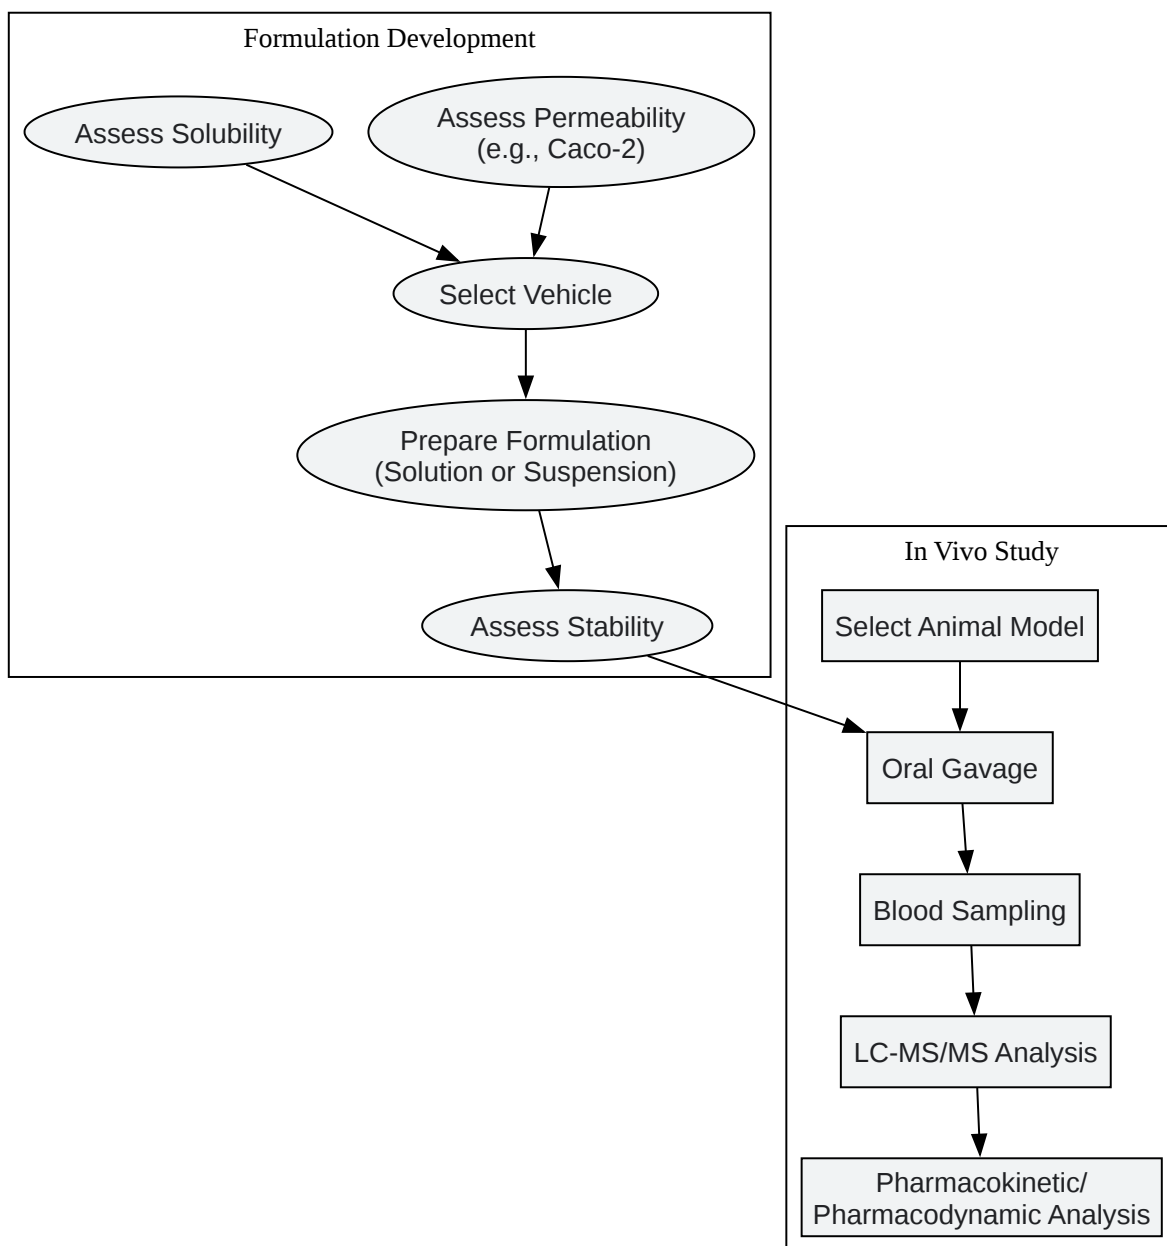 Formulation Development
Assess Solubility
Assess Permeability
(e.g., Caco-2)
Select Vehicle
Prepare Formulation
(Solution or Suspension)
Assess Stability
In Vivo Study
Select Animal Model
Oral Gavage
Blood Sampling
LC-MS/MS Analysis
Pharmacokinetic/
Pharmacodynamic Analysis